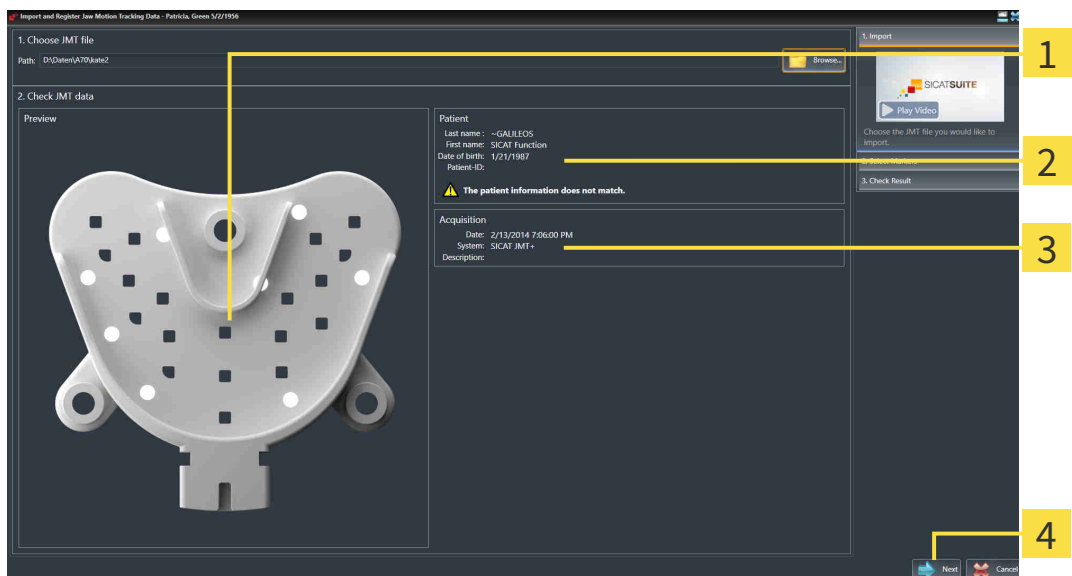 Import and Register Jaw Motion Tracking Data - Patricia, Green 5/2/1956
1. Choose JMT file
Path: D:\Daten\A70\kate2
Browse...
2. Check JMT data
Preview
Patient
Last name : ~GALILEOS
First name: SICAT Function
Date of birth: 1/21/1987
Patient-ID:
The patient information does not match.
Acquisition
Date: 2/13/2014 7:06:00 PM
System: SICAT JMT+
Description:
1. Import
SICATSUITE
Play Video
Choose the JMT file you would like to
import.
2. Select Markers
3. Check Result
Next
Cancel
1
2
3
4